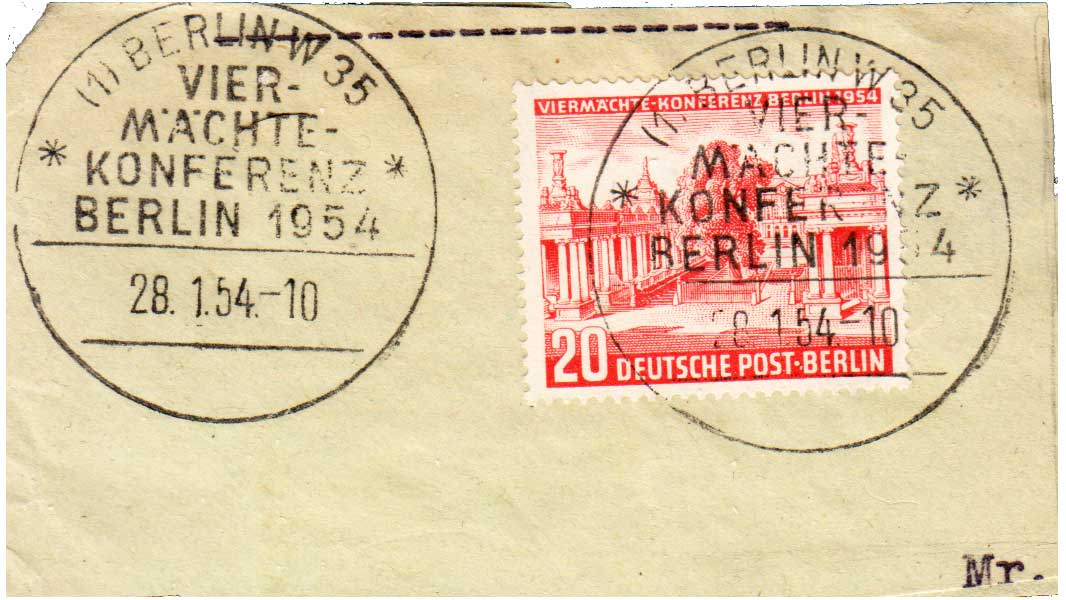 (1) BERLIN W 35
VIER-
MÄCHTE-
KONFERENZ
* *
BERLIN 1954
28. 1.54.-10
VIERMÄCHTE-KONFERENZ BERLIN 1954
20 DEUTSCHE POST·BERLIN
(1) BERLIN W 35
VIER-
MÄCHTE-
* KONFERENZ *
BERLIN 1954
28. 1.54-10
Mr.